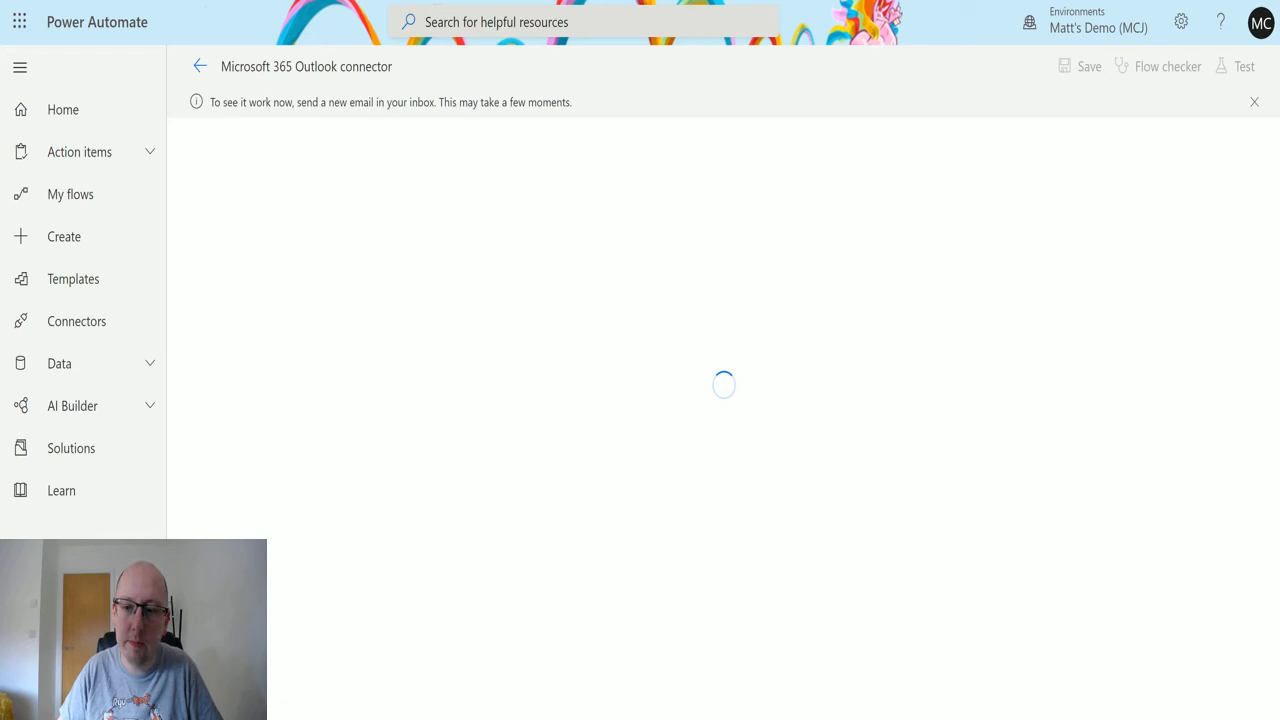 Power Automate
Search for helpful resources
Environments
Matt's Demo (MCJ)
MC
Microsoft 365 Outlook connector
Save
Flow checker
Test
To see it work now, send a new email in your inbox. This may take a few moments.
Home
Action items
My flows
Create
Templates
Connectors
Data
AI Builder
Solutions
Learn